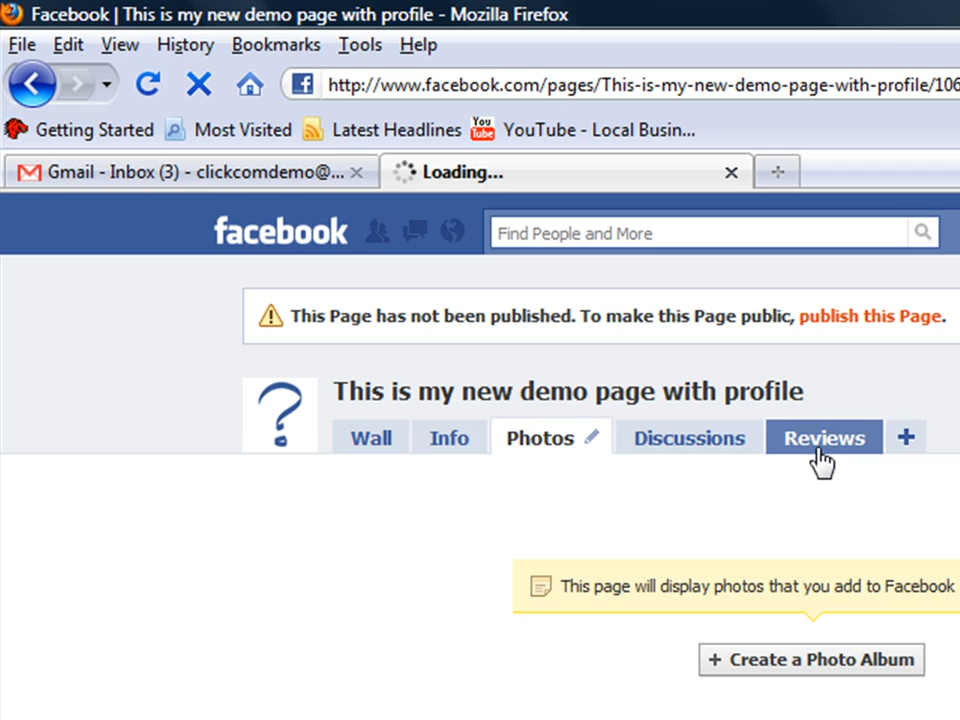 Facebook | This is my new demo page with profile - Mozilla Firefox
File Edit View History Bookmarks Tools Help
http://www.facebook.com/pages/This-is-my-new-demo-page-with-profile/106
Getting Started Most Visited Latest Headlines You Tube YouTube - Local Busin...
Gmail - Inbox (3) - clickcomdemo@... Loading...
facebook Find People and More
This Page has not been published. To make this Page public, publish this Page.
This is my new demo page with profile
Wall Info Photos Discussions Reviews +
This page will display photos that you add to Facebook
+ Create a Photo Album